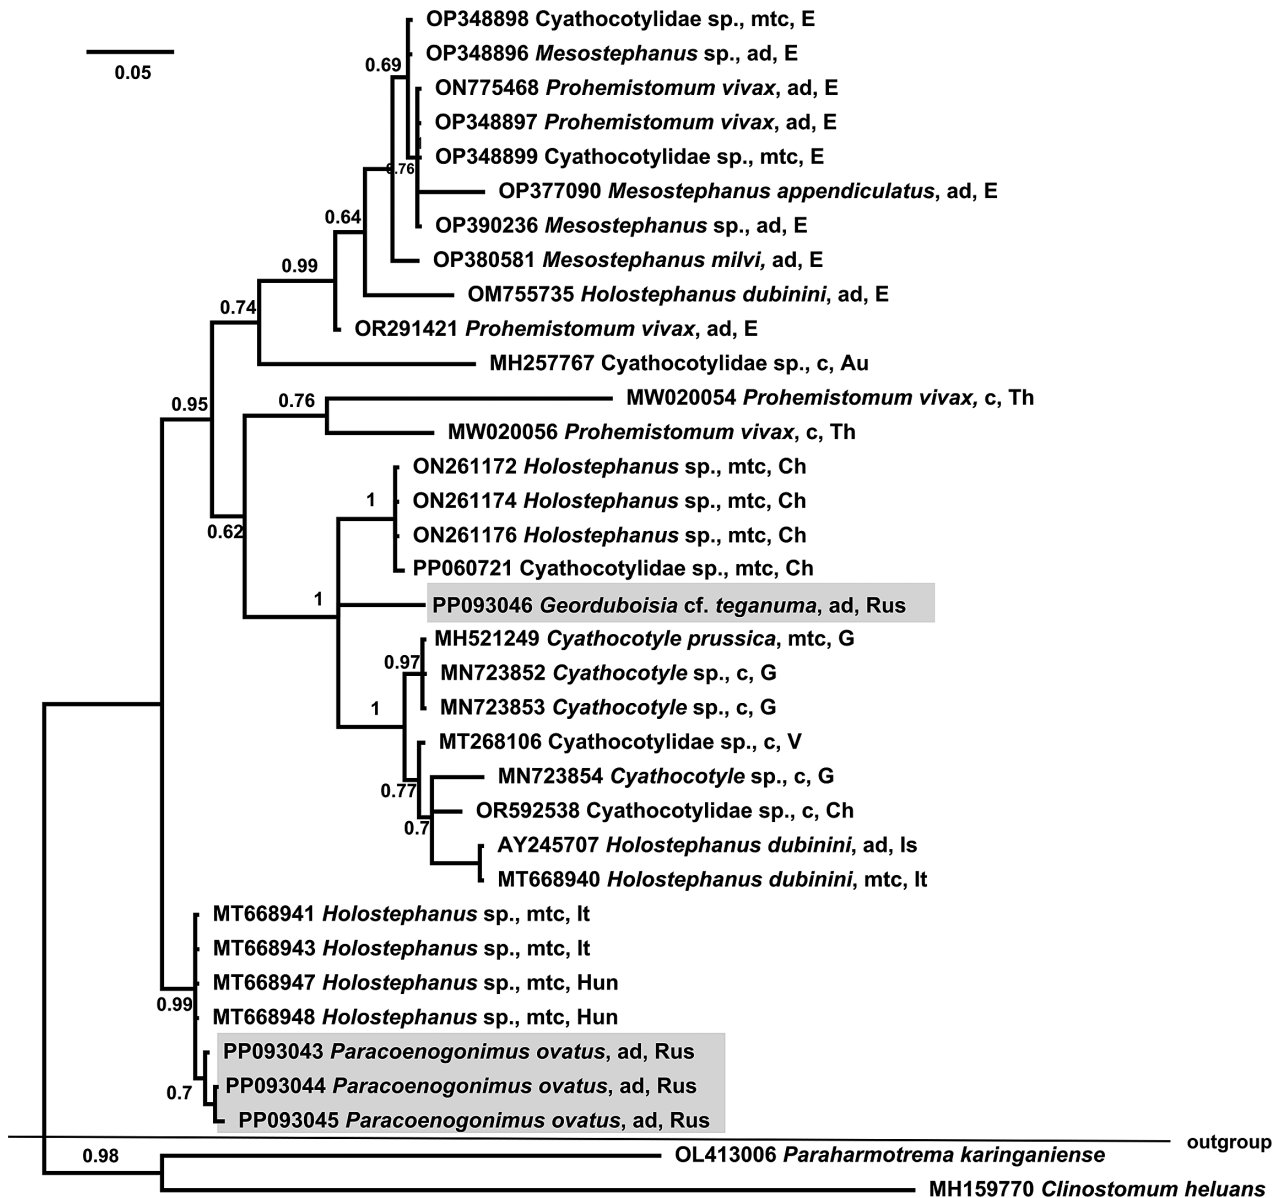 OP348898 Cyathocotylidae sp., mtc, E
0.05
0.69
OP348896 Mesostephanus sp., ad, E
ON775468 Prohemistomum vivax, ad, E
OP348897 Prohemistomum vivax, ad, E
OP348899 Cyathocotylidae sp., mtc, E
0.76
OP377090 Mesostephanus appendiculatus, ad, E
0.64
OP390236 Mesostephanus sp., ad, E
OP380581 Mesostephanus milvi, ad, E
0.99
OM755735 Holostephanus dubinini, ad, E
0.74
OR291421 Prohemistomum vivax, ad, E
MH257767 Cyathocotylidae sp., c, Au
0.95
0.76
MW020054 Prohemistomum vivax, c, Th
MW020056 Prohemistomum vivax, c, Th
ON261172 Holostephanus sp., mtc, Ch
1
ON261174 Holostephanus sp., mtc, Ch
0.62
ON261176 Holostephanus sp., mtc, Ch
PP060721 Cyathocotylidae sp., mtc, Ch
1
PP093046 Georduboisia cf. teganuma, ad, Rus
MH521249 Cyathocotyle prussica, mtc, G
0.97
MN723852 Cyathocotyle sp., c, G
1
MN723853 Cyathocotyle sp., c, G
MT268106 Cyathocotylidae sp., c, V
0.77
MN723854 Cyathocotyle sp., c, G
0.7
OR592538 Cyathocotylidae sp., c, Ch
AY245707 Holostephanus dubinini, ad, Is
MT668940 Holostephanus dubinini, mtc, It
MT668941 Holostephanus sp., mtc, It
MT668943 Holostephanus sp., mtc, It
MT668947 Holostephanus sp., mtc, Hun
0.99
MT668948 Holostephanus sp., mtc, Hun
PP093043 Paracoenogonimus ovatus, ad, Rus
0.7
PP093044 Paracoenogonimus ovatus, ad, Rus
PP093045 Paracoenogonimus ovatus, ad, Rus
outgroup
0.98
OL413006 Paraharmotrema karinganiense
MH159770 Clinostomum heluans